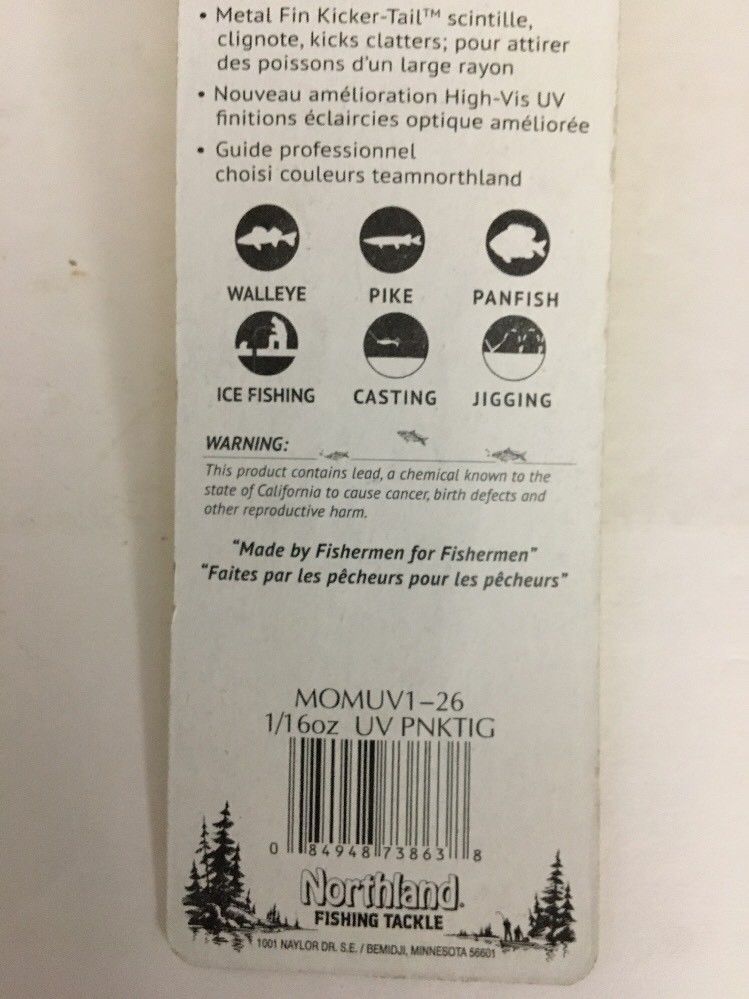 • Metal Fin Kicker-Tail™ scintille,
clignote, kicks clatters; pour attirer
des poissons d'un large rayon
• Nouveau amélioration High-Vis UV
finitions éclaircies optique améliorée
• Guide professionnel
choisi couleurs teamnorthland
WALLEYE PIKE PANFISH
ICE FISHING CASTING JIGGING
WARNING:
This product contains lead, a chemical known to the
state of California to cause cancer, birth defects and
other reproductive harm.
"Made by Fishermen for Fishermen"
"Faites par les pêcheurs pour les pêcheurs"
MOMUV1-26
1/16oz UV PNKTIG
0 84948 73863 8
Northland®
FISHING TACKLE
1001 NAYLOR DR. S.E. / BEMIDJI, MINNESOTA 56601